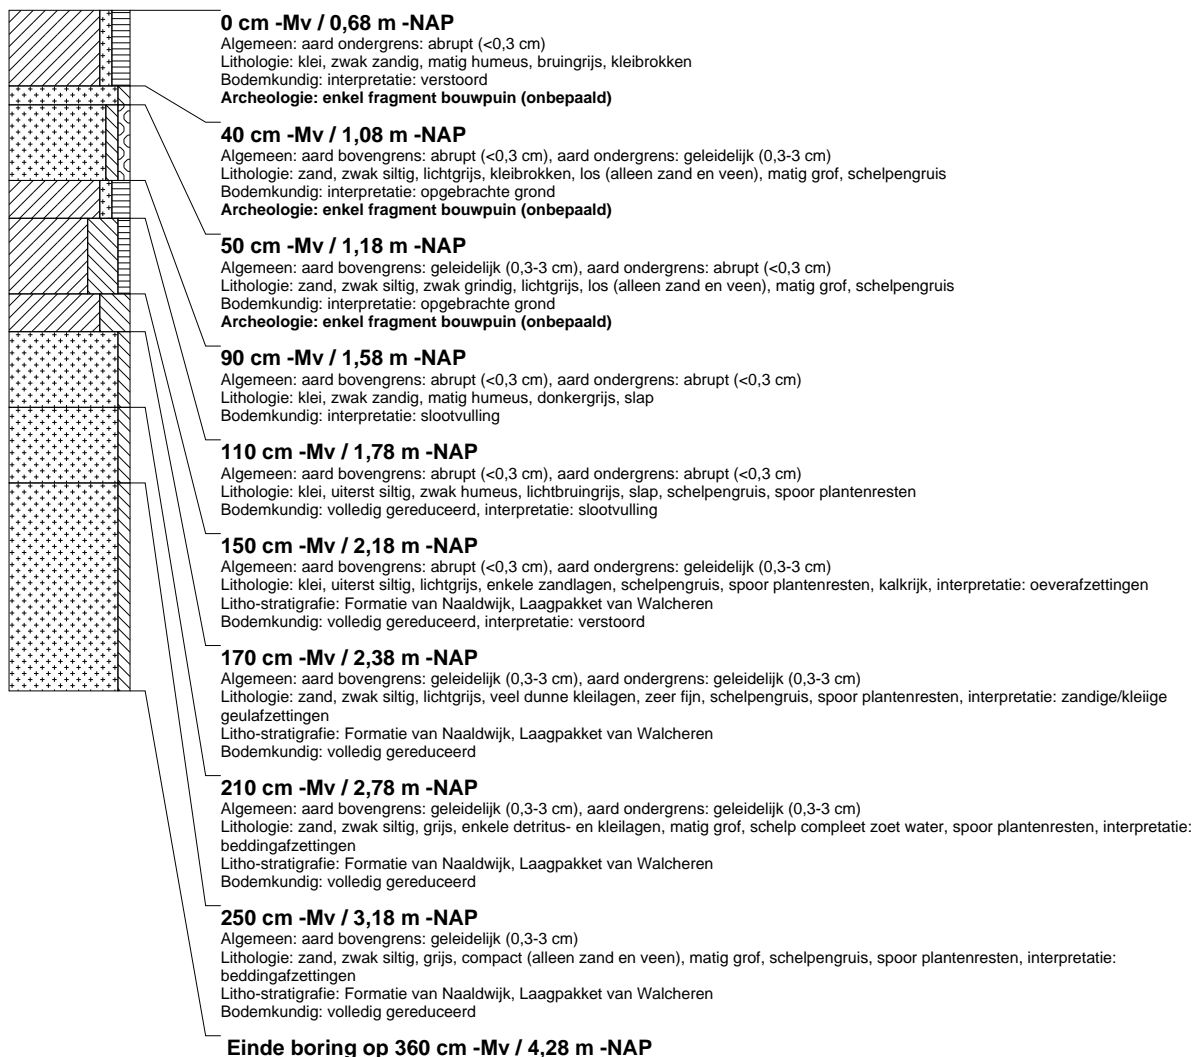 0 cm -Mv / 0,68 m -NAP
Algemeen: aard ondergrens: abrupt (<0,3 cm)
Lithologie: klei, zwak zandig, matig humeus, bruingrijs, kleibrokken
Bodemkundig: interpretatie: verstoord
Archeologie: enkel fragment bouwpuin (onbepaald)
40 cm -Mv / 1,08 m -NAP
Algemeen: aard bovengrens: abrupt (<0,3 cm), aard ondergrens: geleidelijk (0,3-3 cm)
Lithologie: zand, zwak siltig, lichtgrijs, kleibrokken, los (alleen zand en veen), matig grof, schelpengruis
Bodemkundig: interpretatie: opgebrachte grond
Archeologie: enkel fragment bouwpuin (onbepaald)
50 cm -Mv / 1,18 m -NAP
Algemeen: aard bovengrens: geleidelijk (0,3-3 cm), aard ondergrens: abrupt (<0,3 cm)
Lithologie: zand, zwak siltig, zwak grindig, lichtgrijs, los (alleen zand en veen), matig grof, schelpengruis
Bodemkundig: interpretatie: opgebrachte grond
Archeologie: enkel fragment bouwpuin (onbepaald)
90 cm -Mv / 1,58 m -NAP
Algemeen: aard bovengrens: abrupt (<0,3 cm), aard ondergrens: abrupt (<0,3 cm)
Lithologie: klei, zwak zandig, matig humeus, donkergrijs, slap
Bodemkundig: interpretatie: slootvulling
110 cm -Mv / 1,78 m -NAP
Algemeen: aard bovengrens: abrupt (<0,3 cm), aard ondergrens: abrupt (<0,3 cm)
Lithologie: klei, uiterst siltig, zwak humeus, lichtbruingrijs, slap, schelpengruis, spoor plantenresten
Bodemkundig: volledig gereduceerd, interpretatie: slootvulling
150 cm -Mv / 2,18 m -NAP
Algemeen: aard bovengrens: abrupt (<0,3 cm), aard ondergrens: geleidelijk (0,3-3 cm)
Lithologie: klei, uiterst siltig, lichtgrijs, enkele zandlagen, schelpengruis, spoor plantenresten, kalkrijk, interpretatie: oeverafzettingen
Litho-stratigrafie: Formatie van Naaldwijk, Laagpakket van Walcheren
Bodemkundig: volledig gereduceerd, interpretatie: verstoord
170 cm -Mv / 2,38 m -NAP
Algemeen: aard bovengrens: geleidelijk (0,3-3 cm), aard ondergrens: geleidelijk (0,3-3 cm)
Lithologie: zand, zwak siltig, lichtgrijs, veel dunne kleilagen, zeer fijn, schelpengruis, spoor plantenresten, interpretatie: zandige/kleiige
geulafzettingen
Litho-stratigrafie: Formatie van Naaldwijk, Laagpakket van Walcheren
Bodemkundig: volledig gereduceerd
210 cm -Mv / 2,78 m -NAP
Algemeen: aard bovengrens: geleidelijk (0,3-3 cm), aard ondergrens: geleidelijk (0,3-3 cm)
Lithologie: zand, zwak siltig, grijs, enkele detritus- en kleilagen, matig grof, schelp compleet zoet water, spoor plantenresten, interpretatie:
beddingafzettingen
Litho-stratigrafie: Formatie van Naaldwijk, Laagpakket van Walcheren
Bodemkundig: volledig gereduceerd
250 cm -Mv / 3,18 m -NAP
Algemeen: aard bovengrens: geleidelijk (0,3-3 cm)
Lithologie: zand, zwak siltig, grijs, compact (alleen zand en veen), matig grof, schelpengruis, spoor plantenresten, interpretatie:
beddingafzettingen
Litho-stratigrafie: Formatie van Naaldwijk, Laagpakket van Walcheren
Bodemkundig: volledig gereduceerd
Einde boring op 360 cm -Mv / 4,28 m -NAP